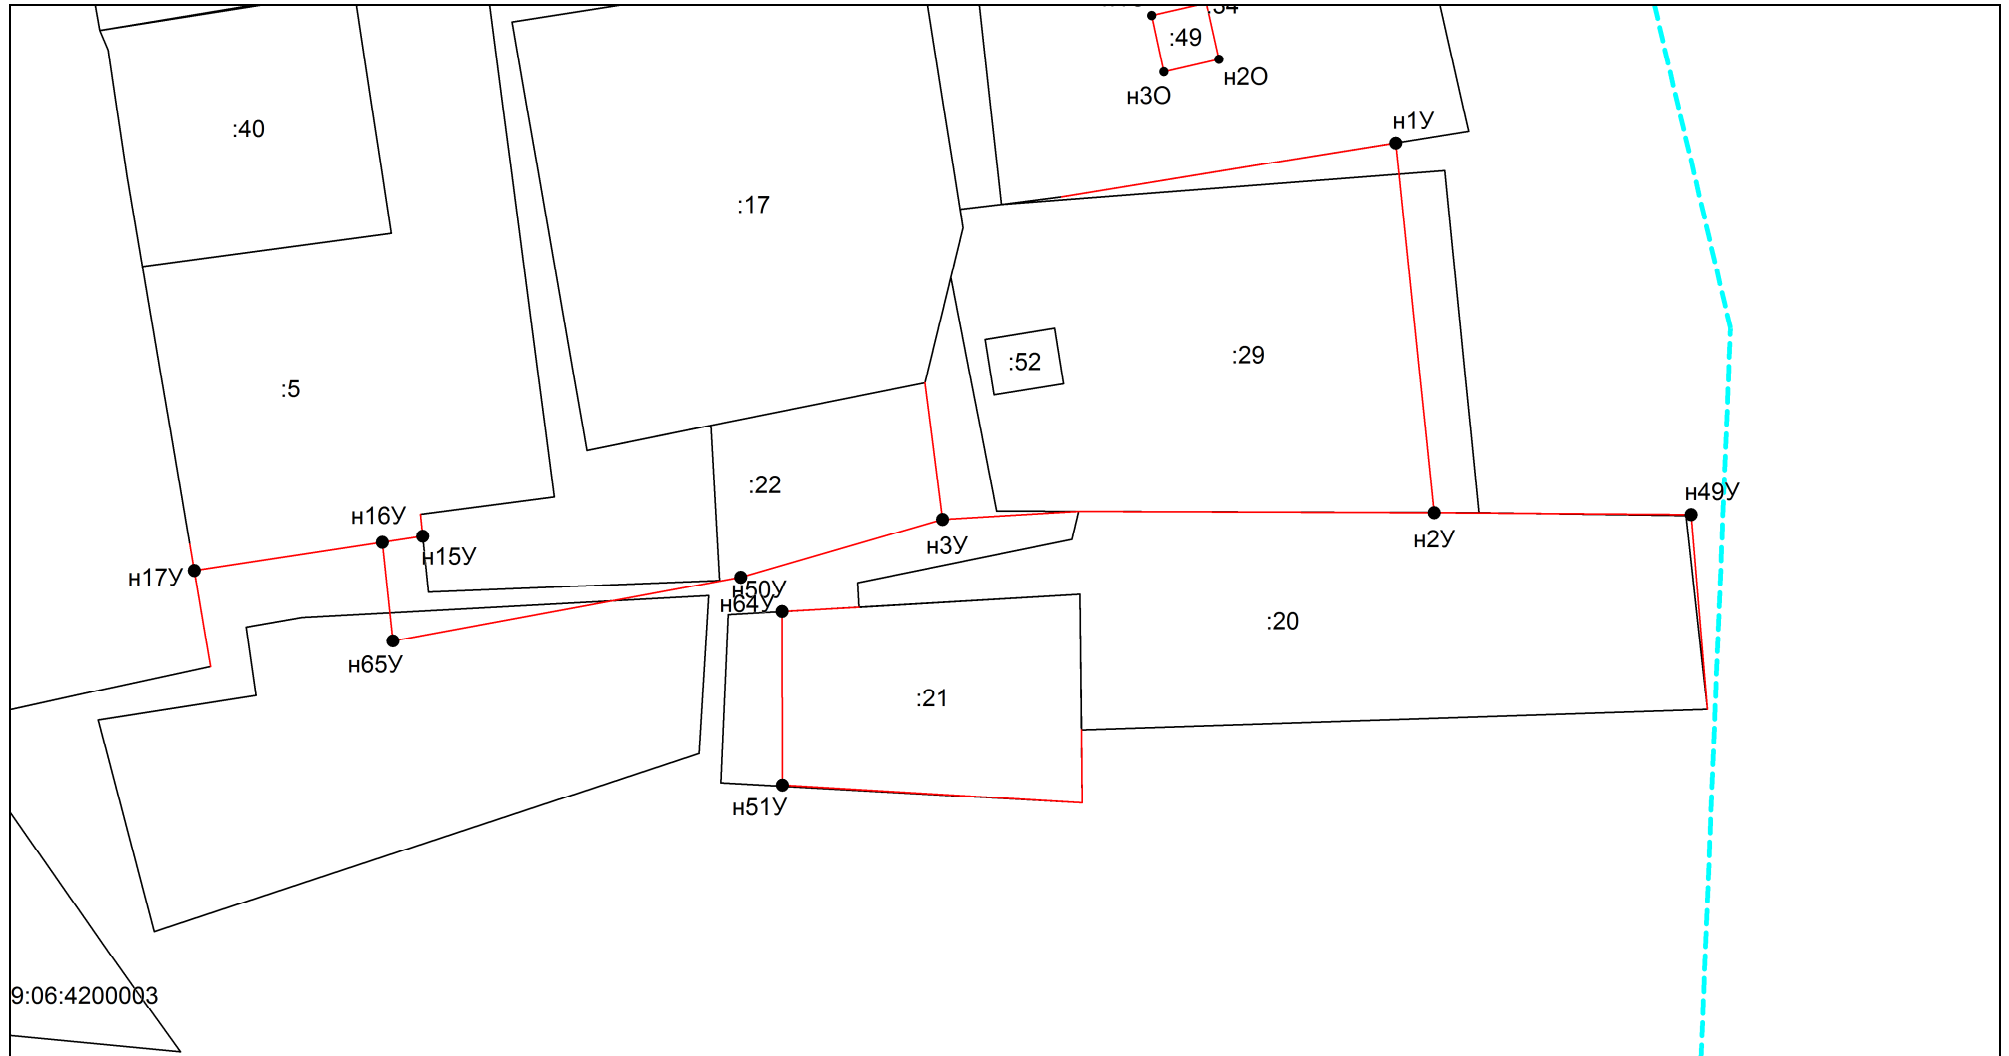 :49
н2О
н3О
н1У
:40
:17
:29
:52
:5
:22
н49У
н16У
н15У
н3У
н2У
н17У
н50У
н64У
:20
н65У
:21
н51У
9:06:4200003